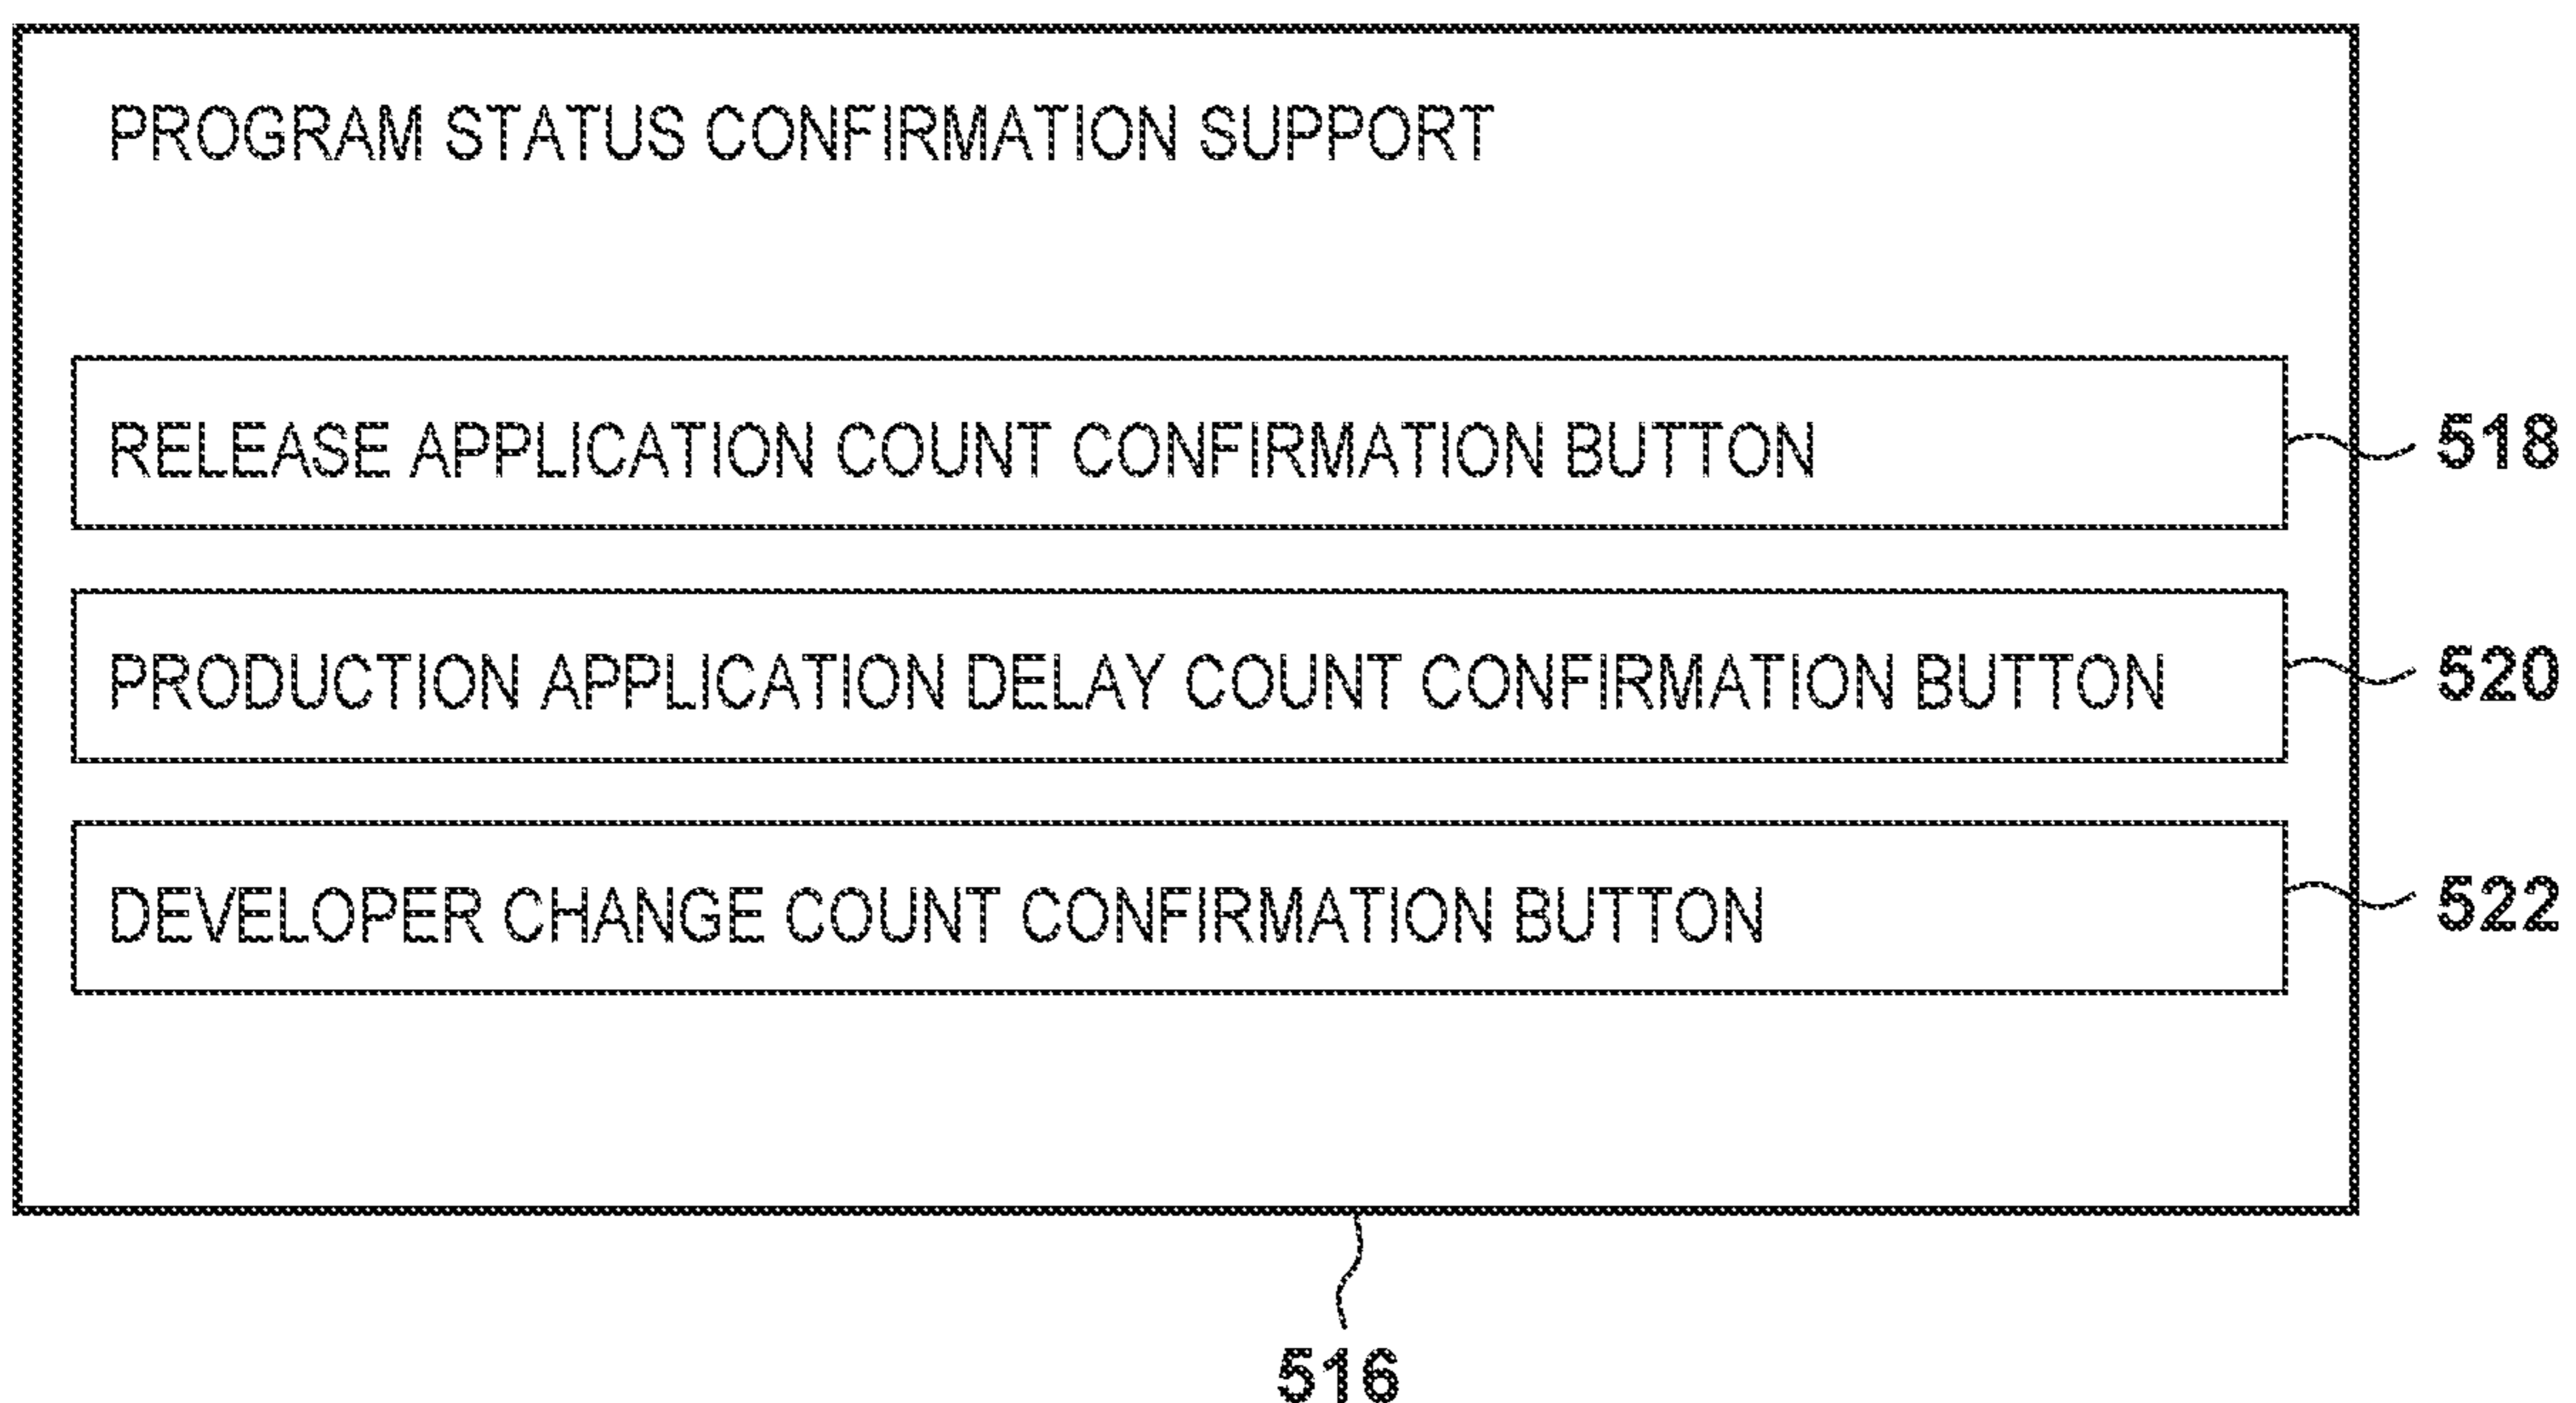 PROGRAM STATUS CONFIRMATION SUPPORT
RELEASE APPLICATION COUNT CONFIRMATION BUTTON
518
PRODUCTION APPLICATION DELAY COUNT CONFIRMATION BUTTON
520
DEVELOPER CHANGE COUNT CONFIRMATION BUTTON
522
516